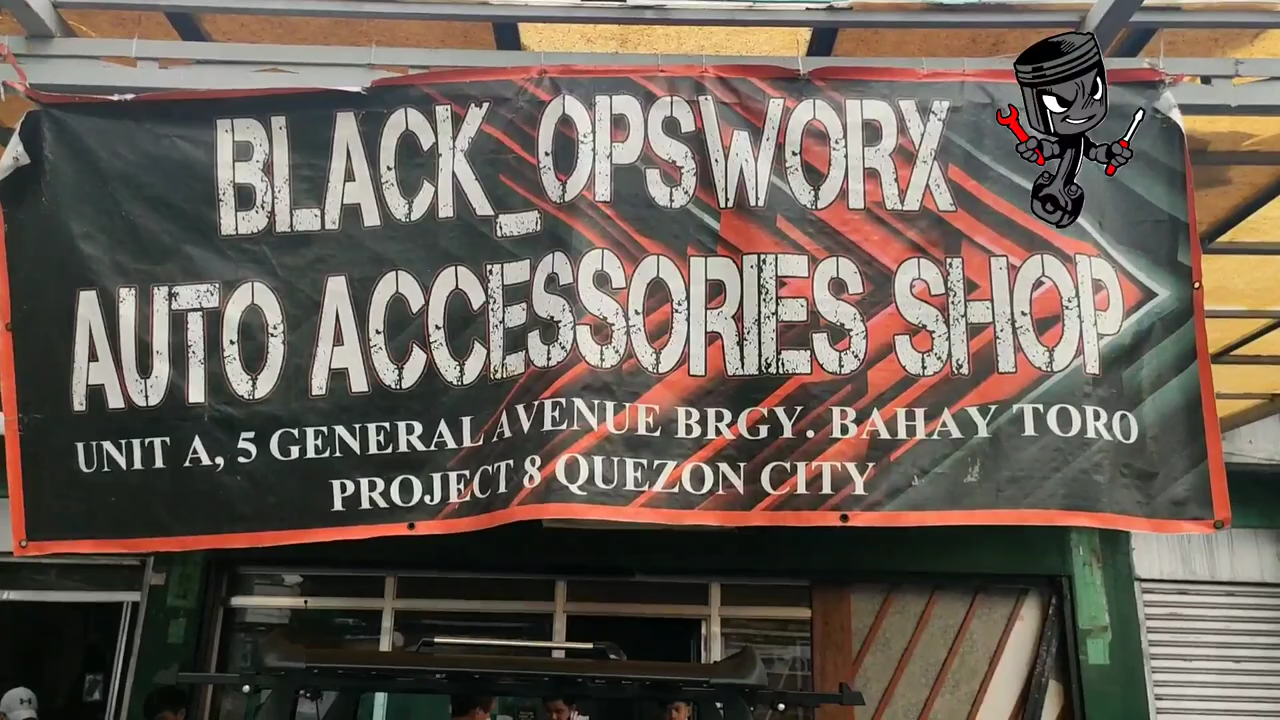 BLACK_OPSWORX
AUTO ACCESSORIES SHOP
UNIT A, 5 GENERAL AVENUE BRGY. BAHAY TORO
PROJECT 8 QUEZON CITY